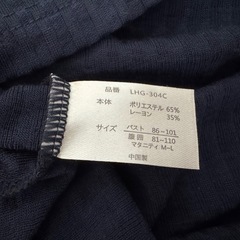 品番 LHG-304C
本体 ポリエステル 65%
レーヨン 35%
サイズ バスト 86~101
腹囲 81~110
マタニティ M~L
中国製